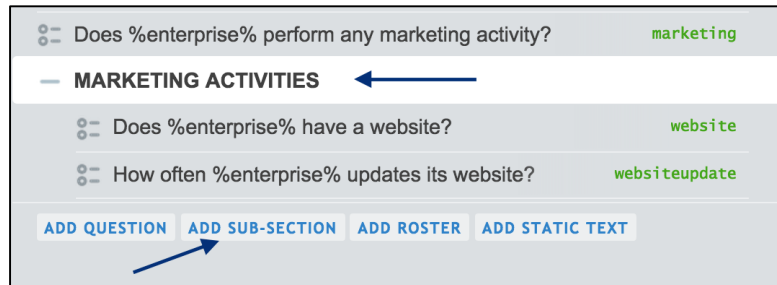 Does %enterprise% perform any marketing activity? marketing
MARKETING ACTIVITIES
Does %enterprise% have a website? website
How often %enterprise% updates its website? websiteupdate
ADD QUESTION ADD SUB-SECTION ADD ROSTER ADD STATIC TEXT